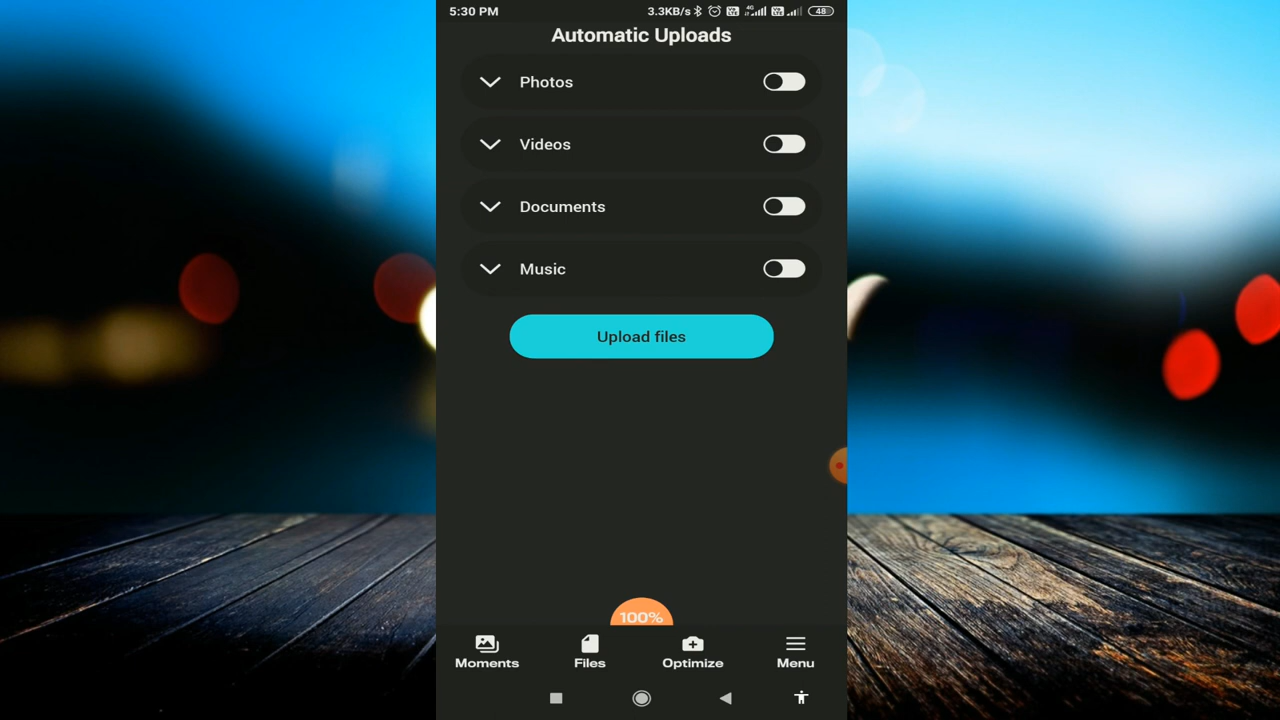 5:30 PM 3.3KB/s 4G 48
Automatic Uploads
Photos
Videos
Documents
Music
Upload files
100%
Moments Files Optimize Menu